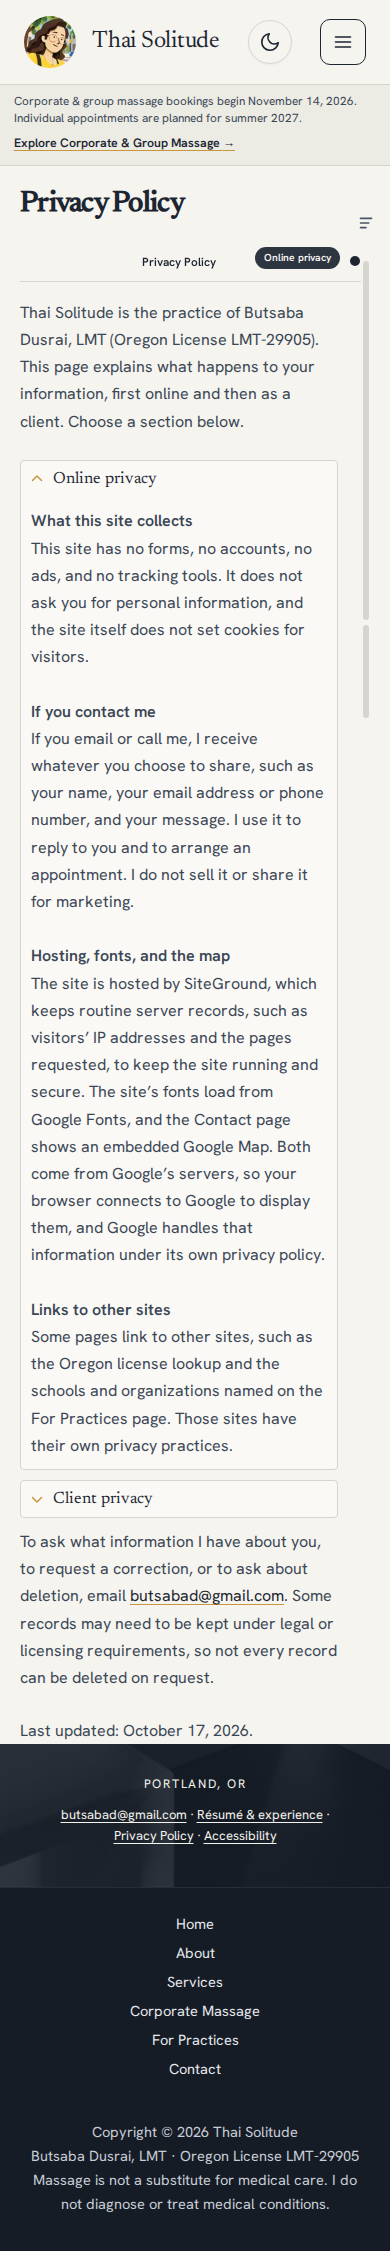 Thai Solitude
Corporate & group massage bookings begin November 14, 2026.
Individual appointments are planned for summer 2027.
Explore Corporate & Group Massage →
Privacy Policy
Privacy Policy
Online privacy
Thai Solitude is the practice of Butsaba
Dusrai, LMT (Oregon License LMT-29905).
This page explains what happens to your
information, first online and then as a
client. Choose a section below.
Online privacy
What this site collects
This site has no forms, no accounts, no
ads, and no tracking tools. It does not
ask you for personal information, and
the site itself does not set cookies for
visitors.
If you contact me
If you email or call me, I receive
whatever you choose to share, such as
your name, your email address or phone
number, and your message. I use it to
reply to you and to arrange an
appointment. I do not sell it or share it
for marketing.
Hosting, fonts, and the map
The site is hosted by SiteGround, which
keeps routine server records, such as
visitors’ IP addresses and the pages
requested, to keep the site running and
secure. The site’s fonts load from
Google Fonts, and the Contact page
shows an embedded Google Map. Both
come from Google’s servers, so your
browser connects to Google to display
them, and Google handles that
information under its own privacy policy.
Links to other sites
Some pages link to other sites, such as
the Oregon license lookup and the
schools and organizations named on the
For Practices page. Those sites have
their own privacy practices.
Client privacy
To ask what information I have about you,
to request a correction, or to ask about
deletion, email butsabad@gmail.com. Some
records may need to be kept under legal or
licensing requirements, so not every record
can be deleted on request.
Last updated: October 17, 2026.
PORTLAND, OR
butsabad@gmail.com · Résumé & experience ·
Privacy Policy · Accessibility
Home
About
Services
Corporate Massage
For Practices
Contact
Copyright © 2026 Thai Solitude
Butsaba Dusrai, LMT · Oregon License LMT-29905
Massage is not a substitute for medical care. I do
not diagnose or treat medical conditions.